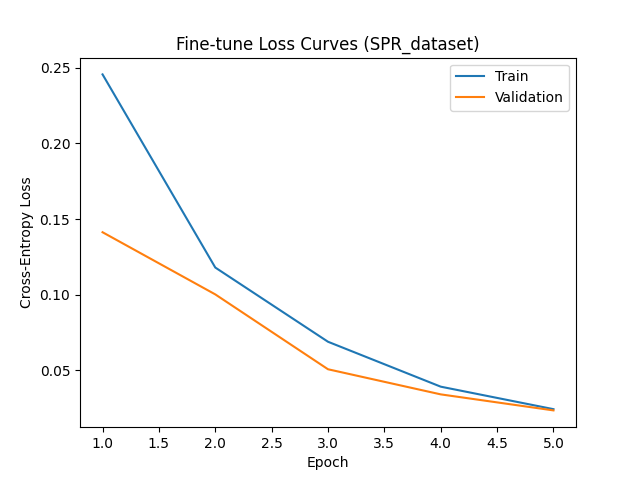 Fine-tune Loss Curves (SPR_dataset)
Train
Validation
Cross-Entropy Loss
0.25
0.20
0.15
0.10
0.05
1.0 1.5 2.0 2.5 3.0 3.5 4.0 4.5 5.0
Epoch